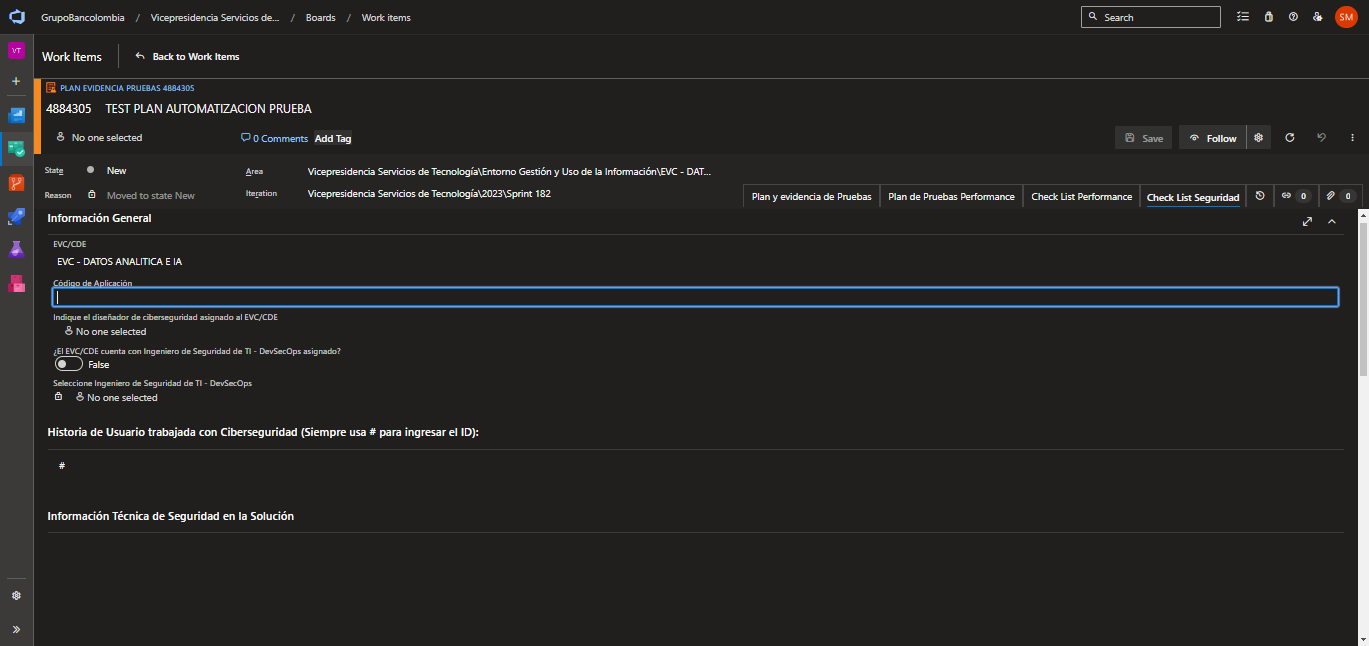 GrupoBancolombia / Vicepresidencia Servicios de... / Boards / Work items Search SM
VT
Work Items Back to Work Items
PLAN EVIDENCIA PRUEBAS 4884305
4884305 TEST PLAN AUTOMATIZACION PRUEBA
No one selected 0 Comments Add Tag Save Follow
State New Area Vicepresidencia Servicios de Tecnología\Entorno Gestión y Uso de la Información\EVC - DAT...
Reason Moved to state New Iteration Vicepresidencia Servicios de Tecnología\2023\Sprint 182
Plan y evidencia de Pruebas Plan de Pruebas Performance Check List Performance Check List Seguridad 0 0
Información General
EVC/CDE
EVC - DATOS ANALITICA E IA
Código de Aplicación
Indique el diseñador de ciberseguridad asignado al EVC/CDE
No one selected
¿El EVC/CDE cuenta con Ingeniero de Seguridad de TI - DevSecOps asignado?
False
Seleccione Ingeniero de Seguridad de TI - DevSecOps
No one selected
Historia de Usuario trabajada con Ciberseguridad (Siempre usa # para ingresar el ID):
#
Información Técnica de Seguridad en la Solución